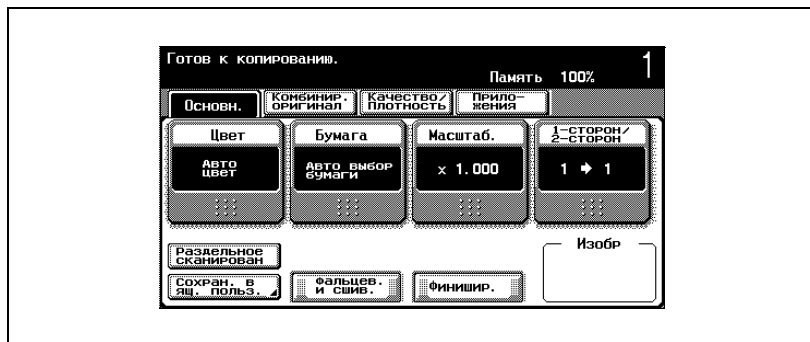 Готов к копированию.
1
Память 100%
Основн.
Комбинир.
оригинал
Качество/
плотность
Прило-
жения
Цвет
Бумага
Масштаб.
1-сторон/
2-сторон
Авто
цвет
Авто выбор
бумаги
× 1.000
1 ➔ 1
Раздельное
сканирован
Изобр
Сохран. в
ящ. польз.
Фальцев.
и сшив.
Финишир.